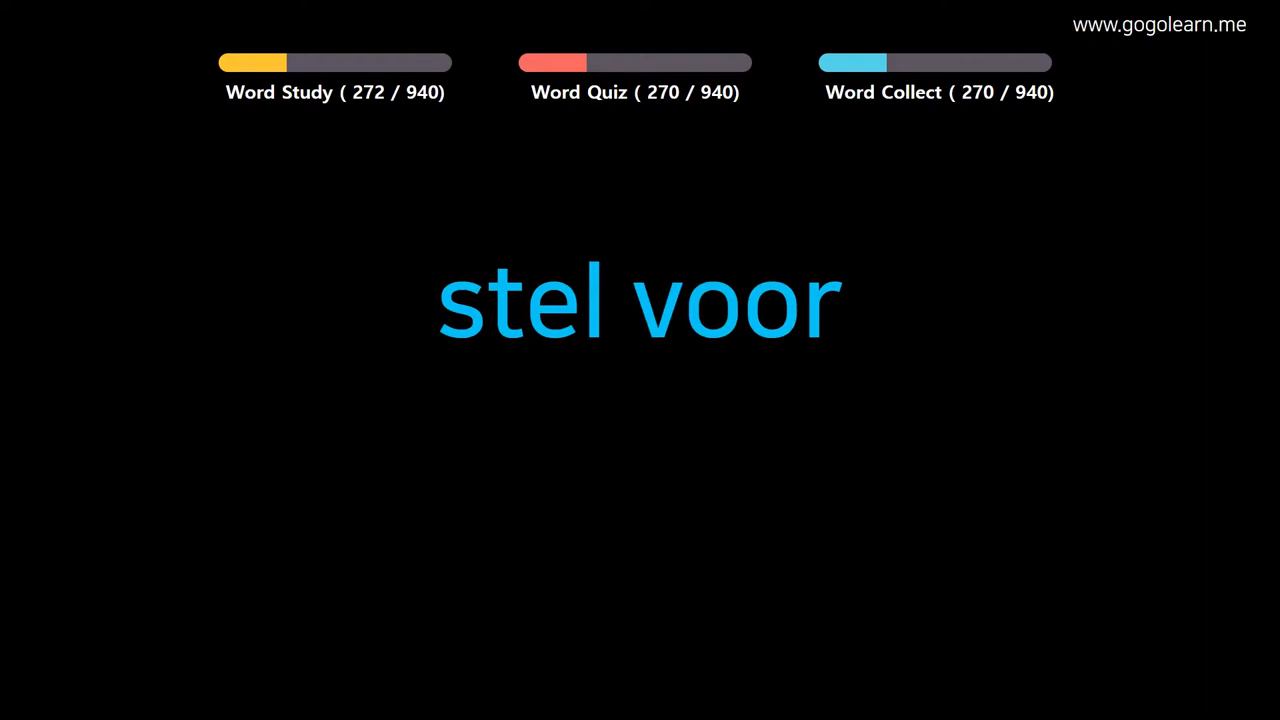 www.gogolearn.me
Word Study ( 272 / 940)
Word Quiz ( 270 / 940)
Word Collect ( 270 / 940)
stel voor